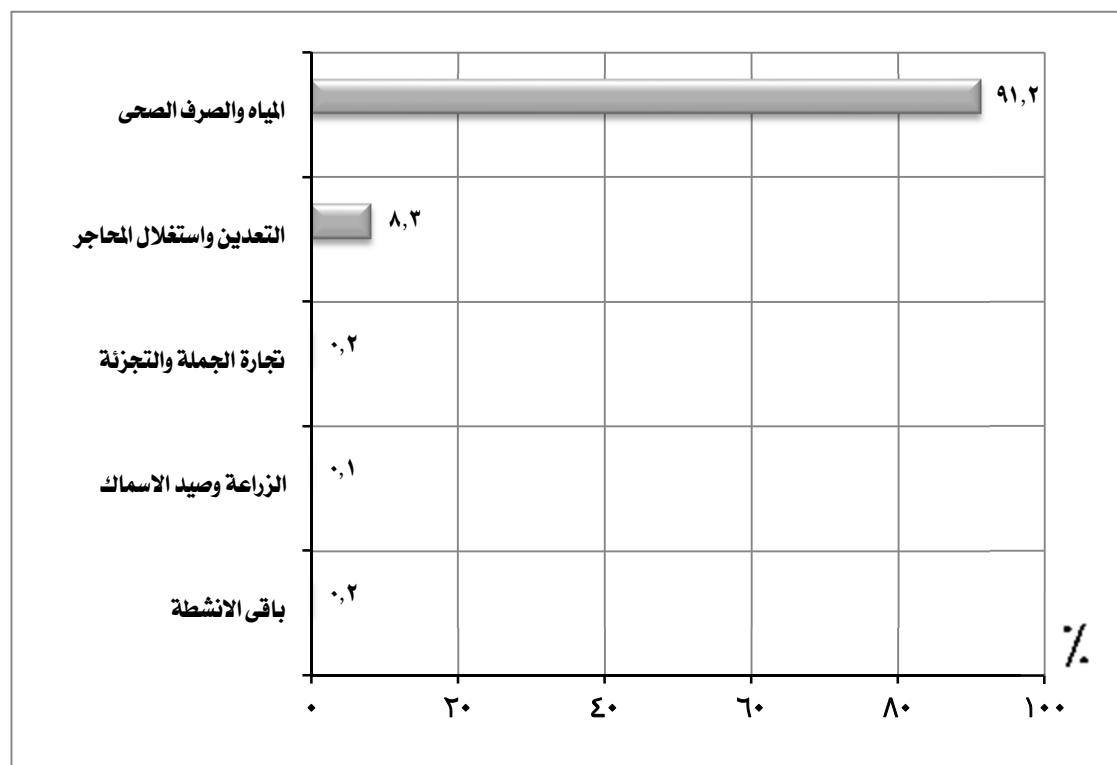 المياه والصرف الصحى
٩١,٢
التعدين واستغلال المحاجر
٨,٣
تجارة الجملة والتجزئة
٠,٢
الزراعة وصيد الاسماك
٠,١
باقى الانشطة
٠,٢
٪
٠ ٢٠ ٤٠ ٦٠ ٨٠ ١٠٠